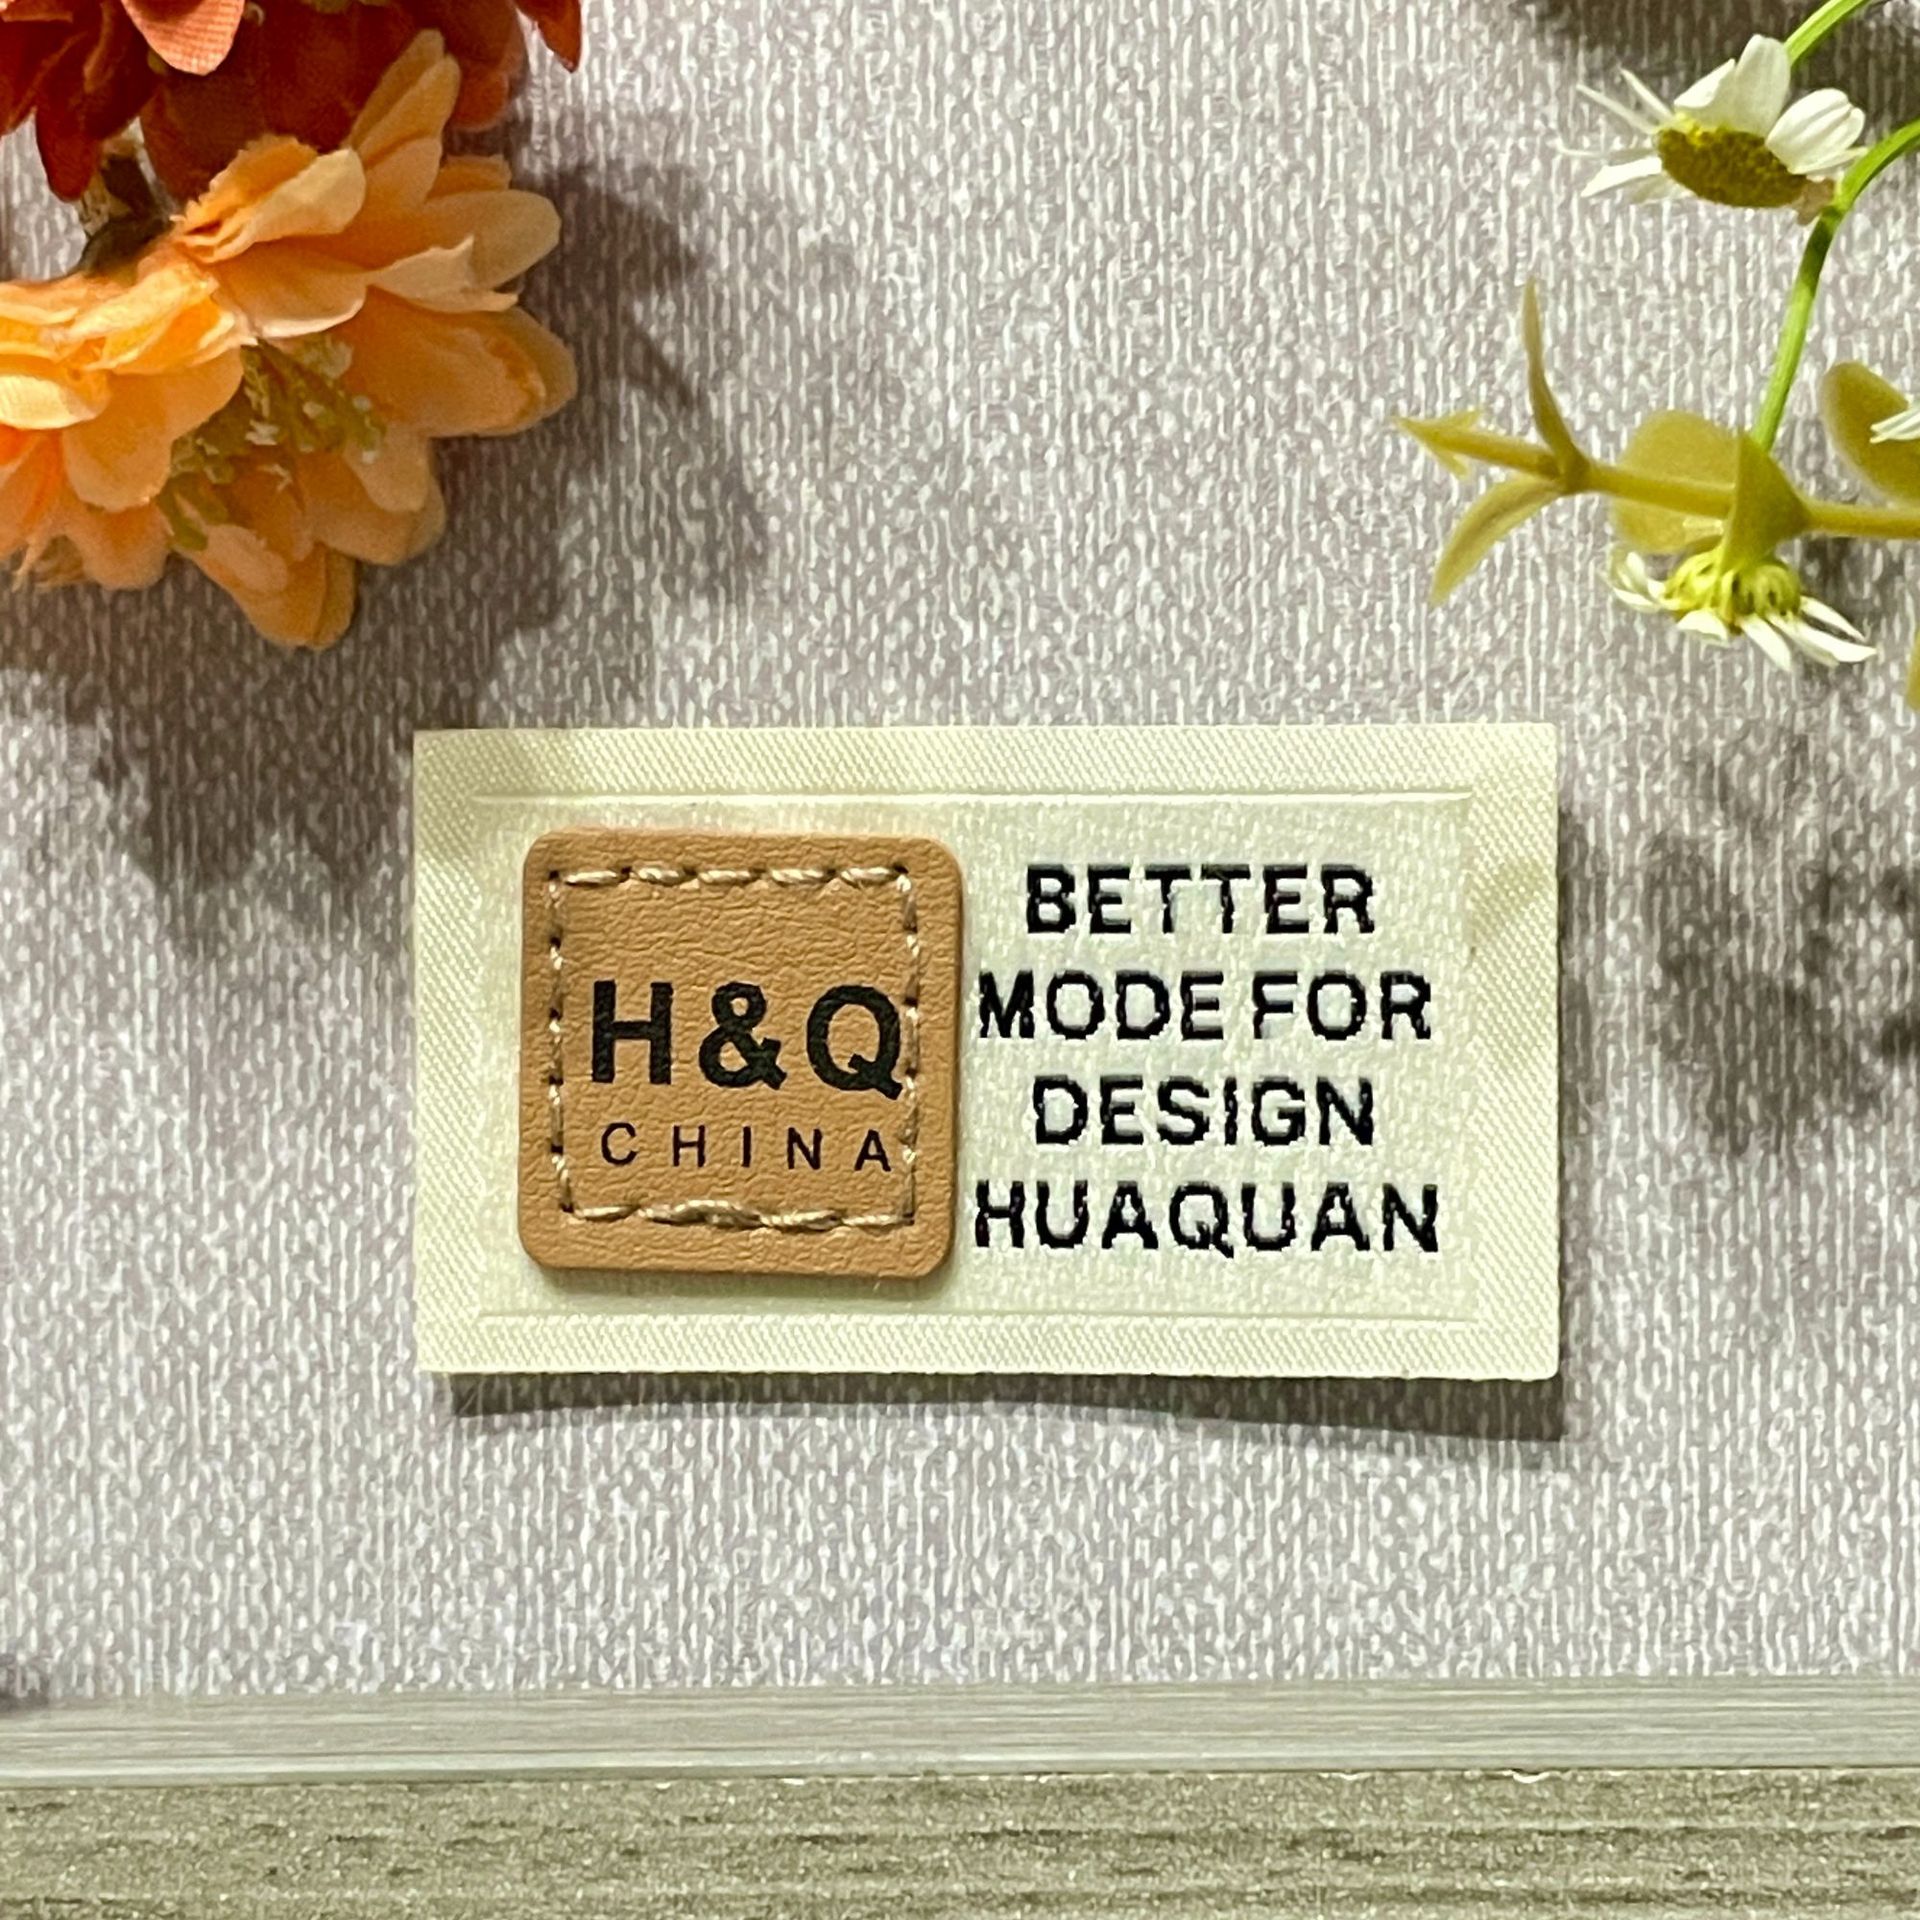 H&Q
CHINA
BETTER
MODE FOR
DESIGN
HUAQUAN